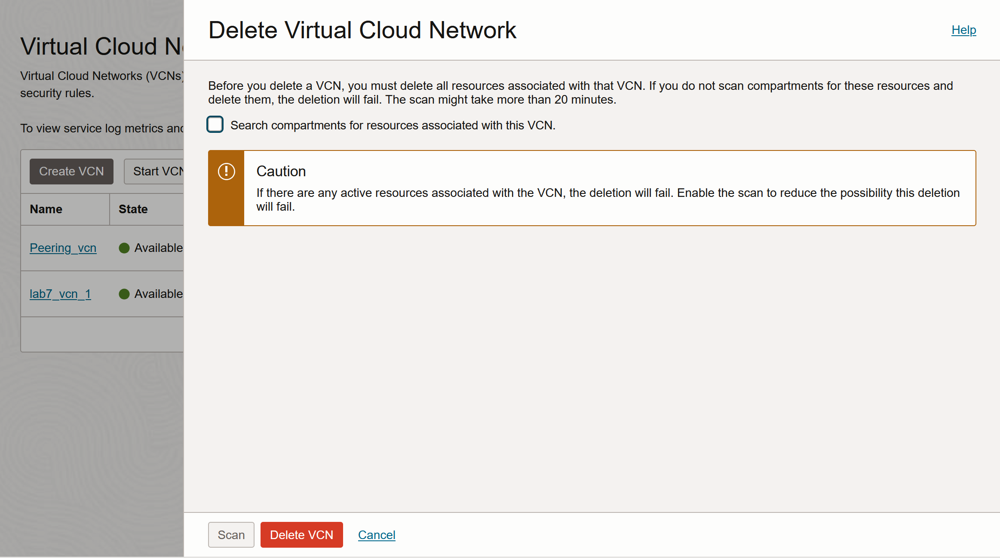 Delete Virtual Cloud Network
Help
Virtual Cloud
Virtual Cloud Networks (VCNs)
security rules.
To view service log metrics
Create VCN
Start VCN
Name
State
Peering_vcn
Available
lab7_vcn_1
Available
Before you delete a VCN, you must delete all resources associated with that VCN. If you do not scan compartments for these resources and
delete them, the deletion will fail. The scan might take more than 20 minutes.
Search compartments for resources associated with this VCN.
Caution
If there are any active resources associated with the VCN, the deletion will fail. Enable the scan to reduce the possibility this deletion
will fail.
Scan
Delete VCN
Cancel